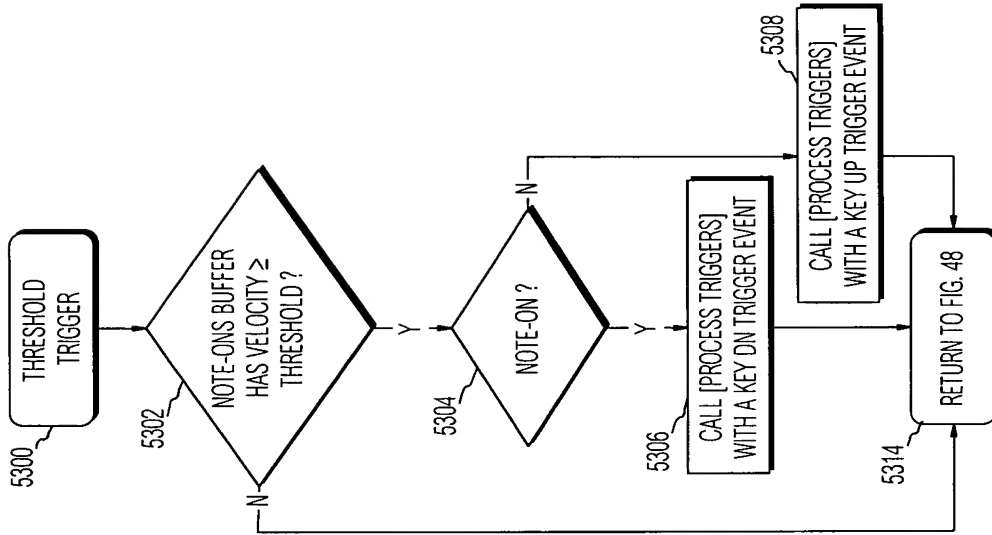 THRESHOLD
TRIGGER
5300
NOTE-ONS BUFFER
HAS VELOCITY ≥
THRESHOLD ?
5302
N
Y
NOTE-ON ?
5304
N
Y
CALL [PROCESS TRIGGERS]
WITH A KEY DN TRIGGER EVENT
5306
CALL [PROCESS TRIGGERS]
WITH A KEY UP TRIGGER EVENT
5308
RETURN TO FIG. 48
5314